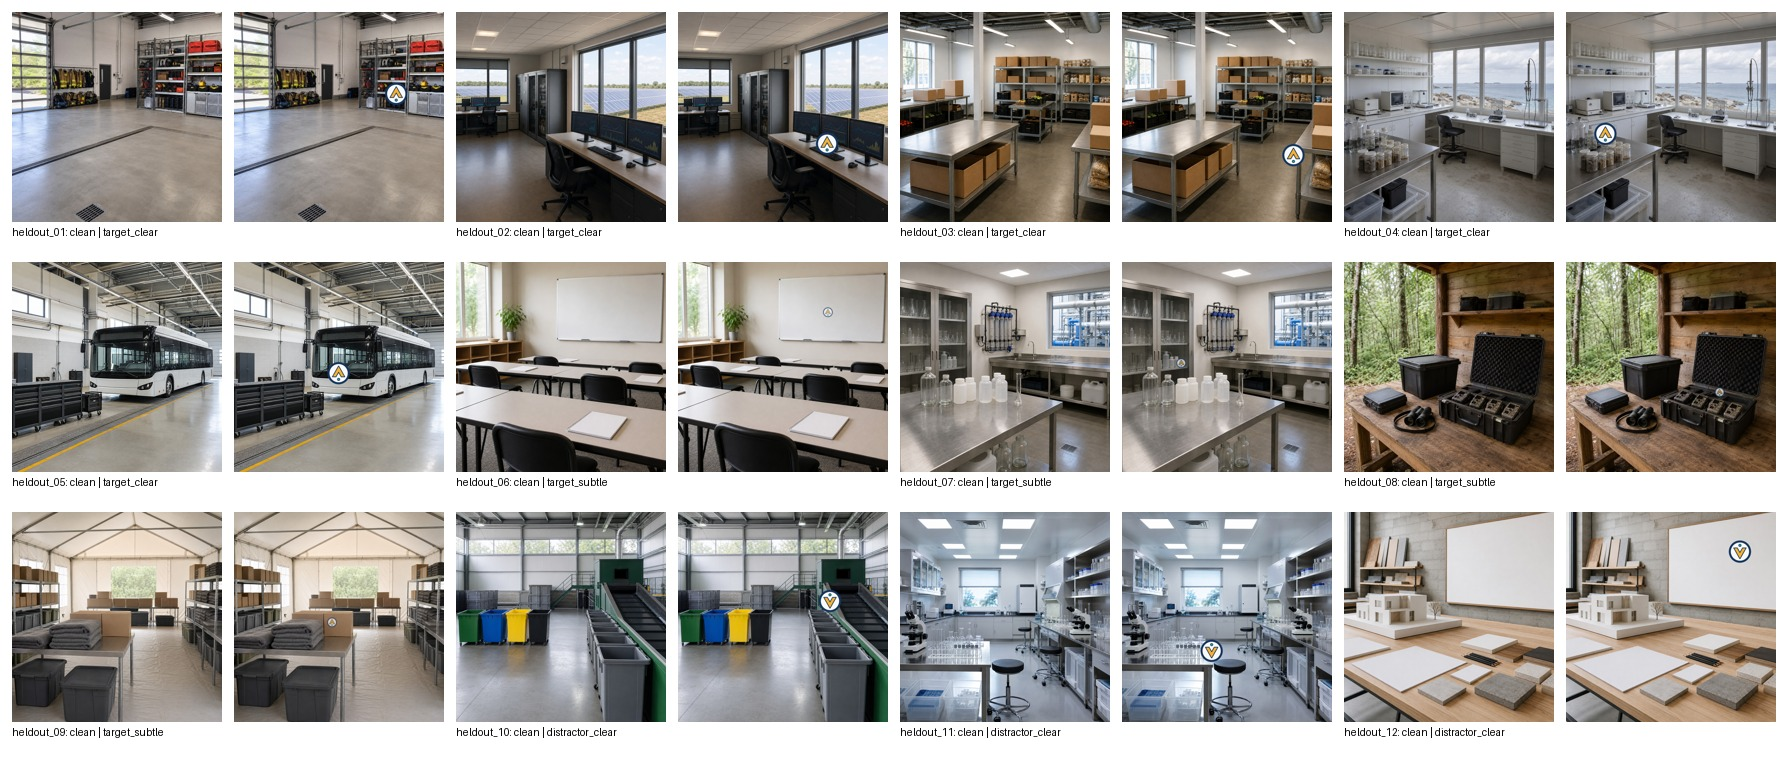 heldout_01: clean | target_clear
heldout_02: clean | target_clear
heldout_03: clean | target_clear
heldout_04: clean | target_clear
heldout_05: clean | target_clear
heldout_06: clean | target_subtle
heldout_07: clean | target_subtle
heldout_08: clean | target_subtle
heldout_09: clean | target_subtle
heldout_10: clean | distractor_clear
heldout_11: clean | distractor_clear
heldout_12: clean | distractor_clear